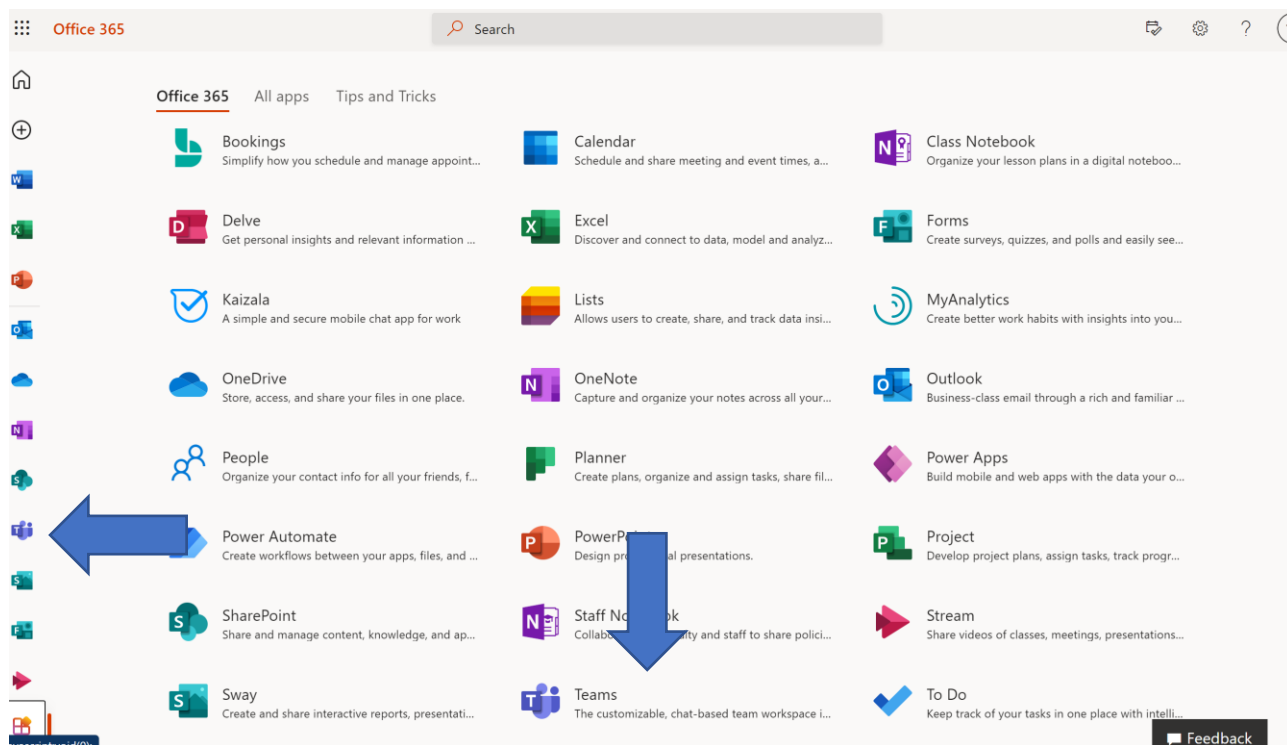 Office 365
Search
Office 365 All apps Tips and Tricks
Bookings
Simplify how you schedule and manage appoint...
Calendar
Schedule and share meeting and event times, a...
Class Notebook
Organize your lesson plans in a digital noteboo...
Delve
Get personal insights and relevant information ...
Excel
Discover and connect to data, model and analyz...
Forms
Create surveys, quizzes, and polls and easily see...
Kaizala
A simple and secure mobile chat app for work
Lists
Allows users to create, share, and track data insi...
MyAnalytics
Create better work habits with insights into you...
OneDrive
Store, access, and share your files in one place.
OneNote
Capture and organize your notes across all your...
Outlook
Business-class email through a rich and familiar ...
People
Organize your contact info for all your friends, f...
Planner
Create plans, organize and assign tasks, share fil...
Power Apps
Build mobile and web apps with the data your o...
Power Automate
Create workflows between your apps, files, and ...
Design presentations.
Project
Develop project plans, assign tasks, track progr...
SharePoint
Share and manage content, knowledge, and ap...
Staff
and staff to share polici...
Stream
Share videos of classes, meetings, presentations...
Sway
Create and share interactive reports, presentati...
Teams
The customizable, chat-based team workspace i...
To Do
Keep track of your tasks in one place with intelli...
Feedback